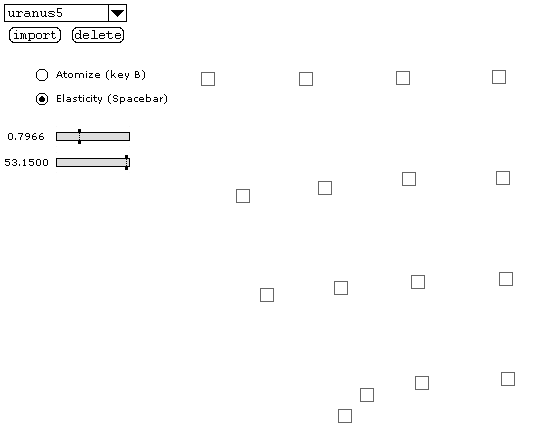 uranus5
import delete
Atomize (key B)
Elasticity (Spacebar)
0.7966
53.1500